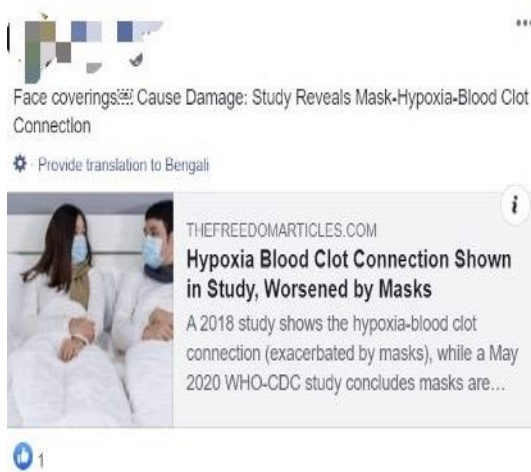 Face coverings Cause Damage: Study Reveals Mask-Hypoxia-Blood Clot
Connection
Provide translation to Bengali
THEFREEDOMARTICLES.COM
Hypoxia Blood Clot Connection Shown
in Study, Worsened by Masks
A 2018 study shows the hypoxia-blood clot
connection (exacerbated by masks), while a May
2020 WHO-CDC study concludes masks are...
1